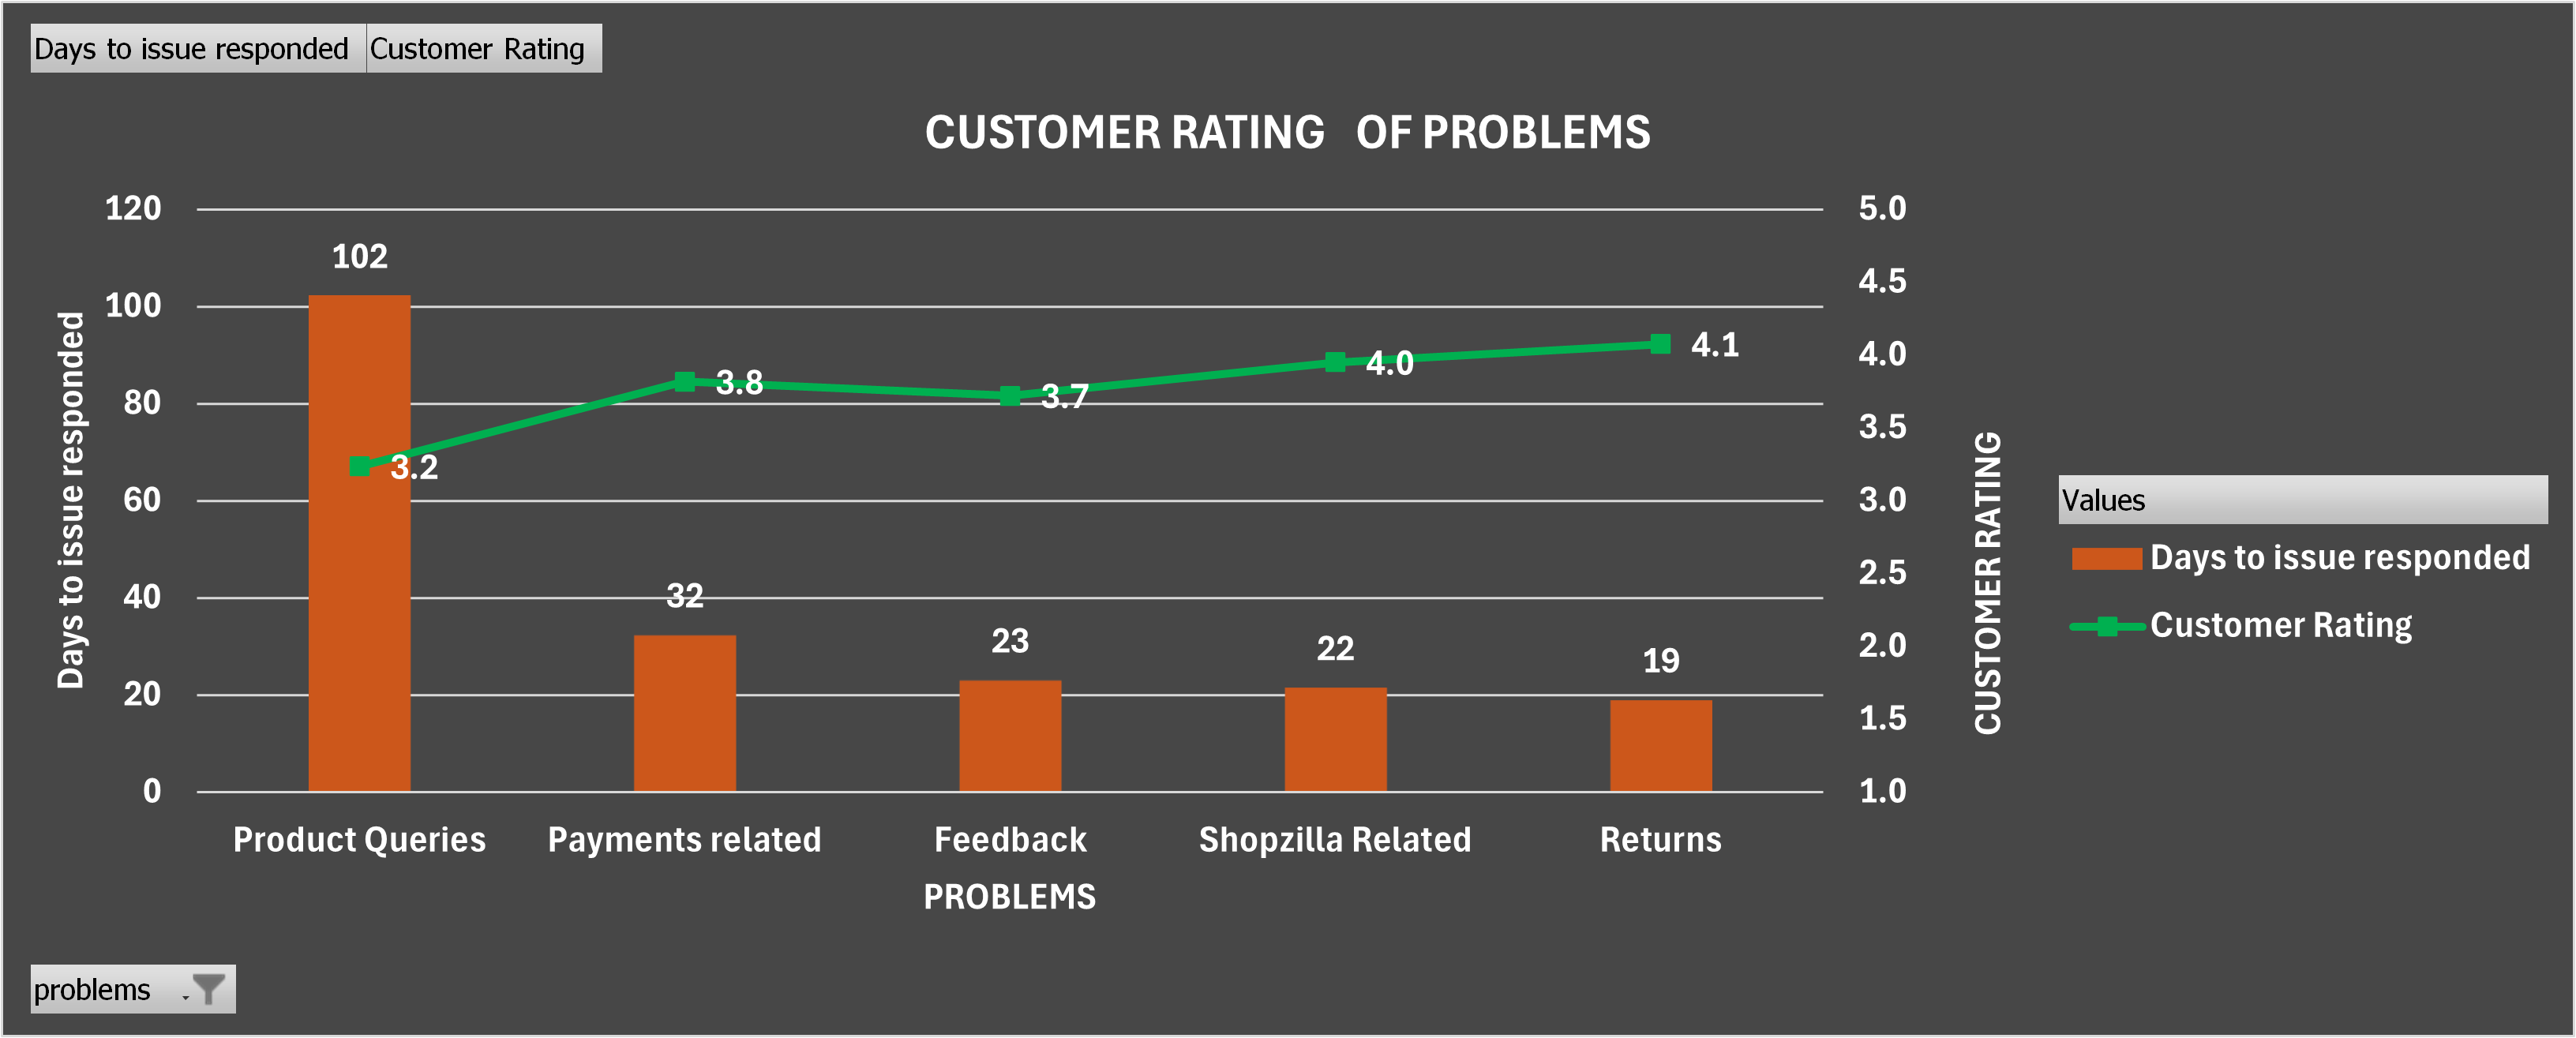 Days to issue responded Customer Rating
CUSTOMER RATING OF PROBLEMS
120
100
80
60
40
20
0
Days to issue responded
102
32
23
22
19
3.2
3.8
3.7
4.0
4.1
5.0
4.5
4.0
3.5
3.0
2.5
2.0
1.5
1.0
CUSTOMER RATING
Product Queries Payments related Feedback Shopzilla Related Returns
PROBLEMS
Values
Days to issue responded
Customer Rating
problems